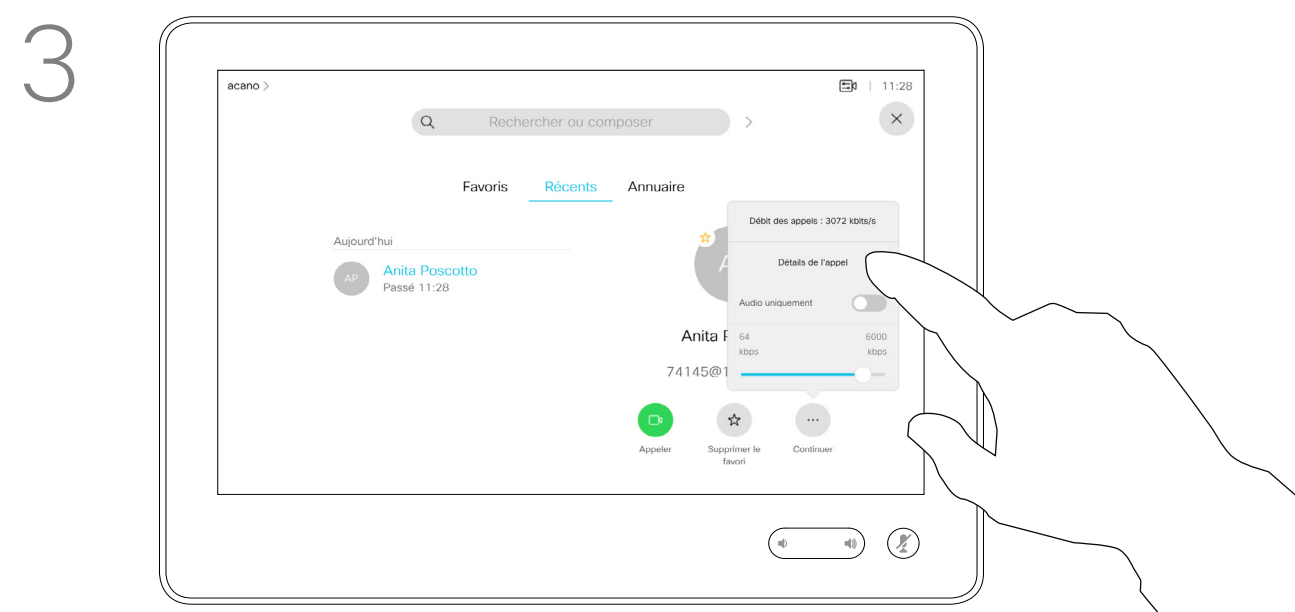 3
acano >
11:28
Rechercher ou composer
Favoris Récents Annuaire
Débit des appels : 3072 kbits/s
Aujourd'hui
Détails de l'appel
AP
Anita Poscotto
Passé 11:28
Audio uniquement
Anita
64 6000
kbps kbps
74145@1
Appeler
Supprimer le
favori
Continuer